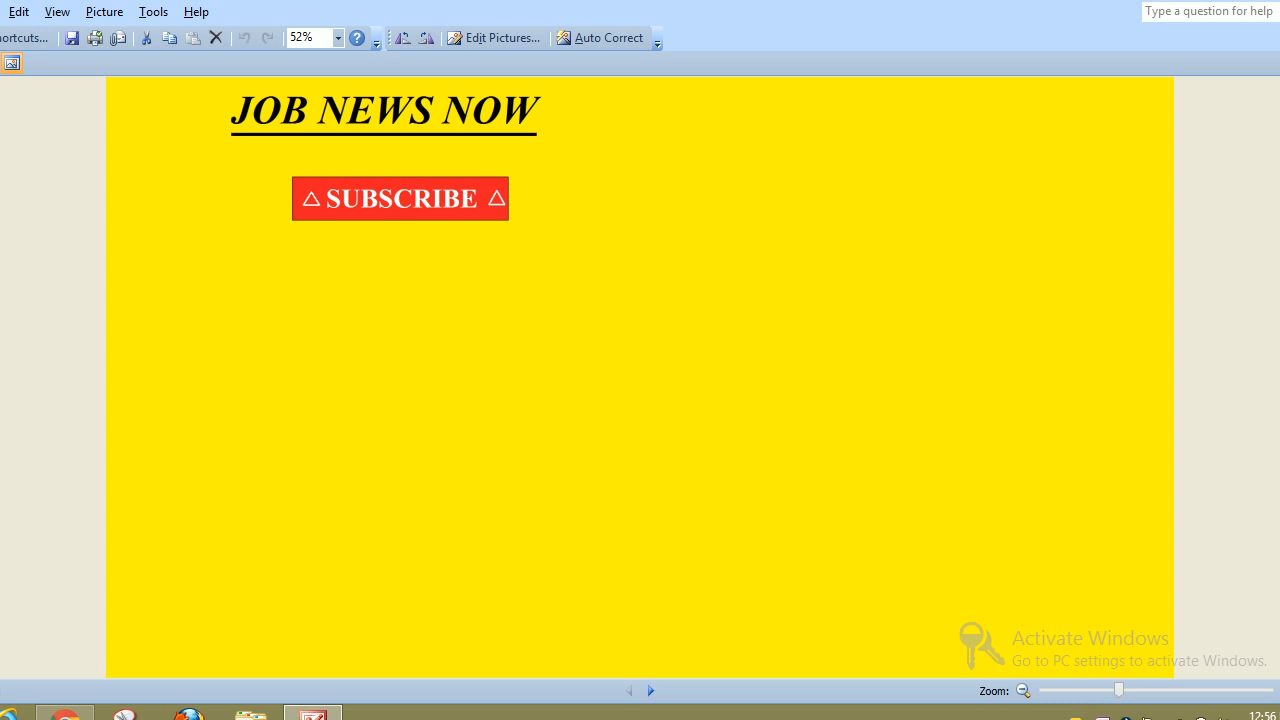 Edit View Picture Tools Help
Type a question for help
ortcuts... 52% Edit Pictures... Auto Correct
JOB NEWS NOW
SUBSCRIBE
Activate Windows
Go to PC settings to activate Windows.
Zoom:
12:56